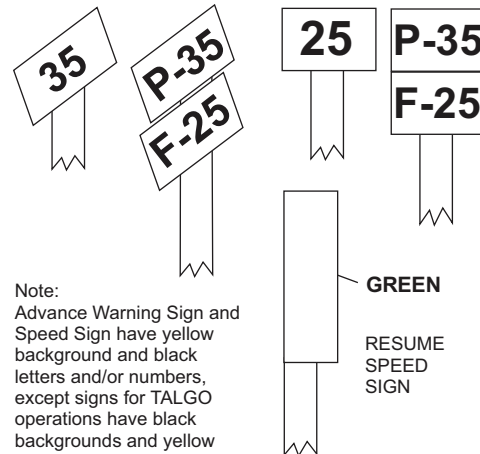 35
P-35
F-25
25
P-35
F-25
GREEN
RESUME
SPEED
SIGN
Note:
Advance Warning Sign and
Speed Sign have yellow
background and black
letters and/or numbers,
except signs for TALGO
operations have black
backgrounds and yellow